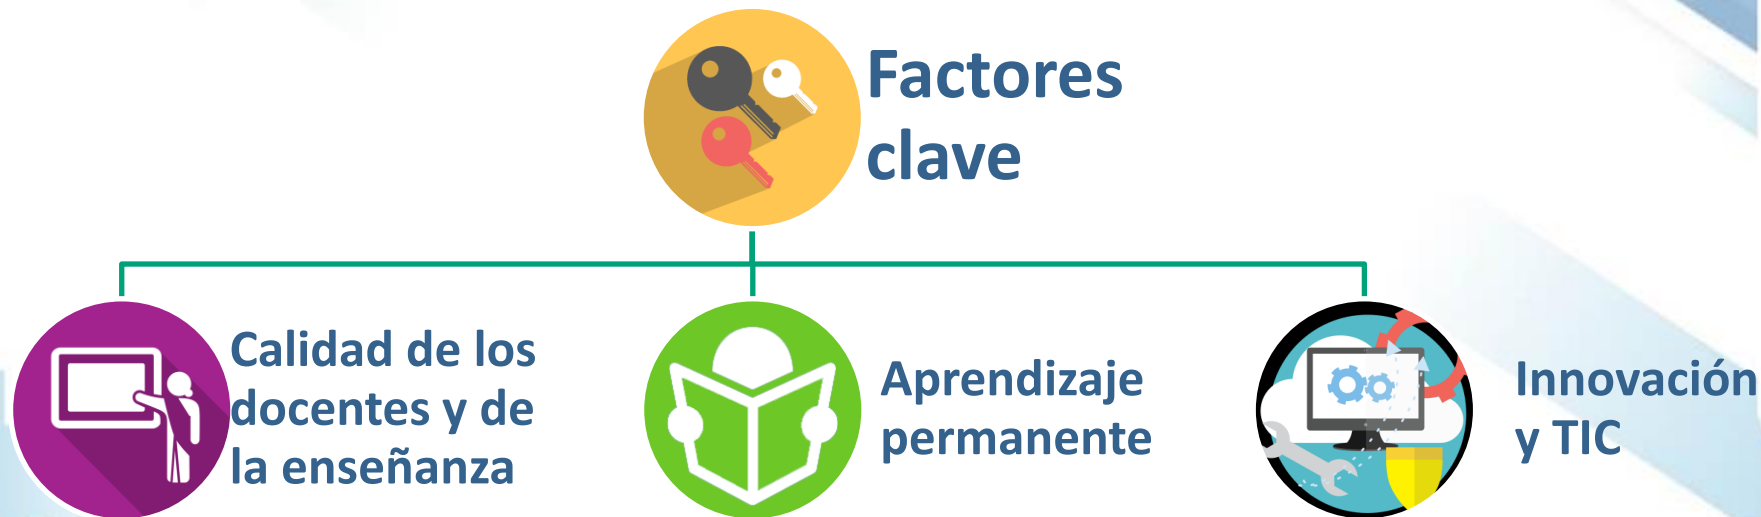 Factores
clave
Calidad de los
docentes y de
la enseñanza
Aprendizaje
permanente
Innovación
y TIC